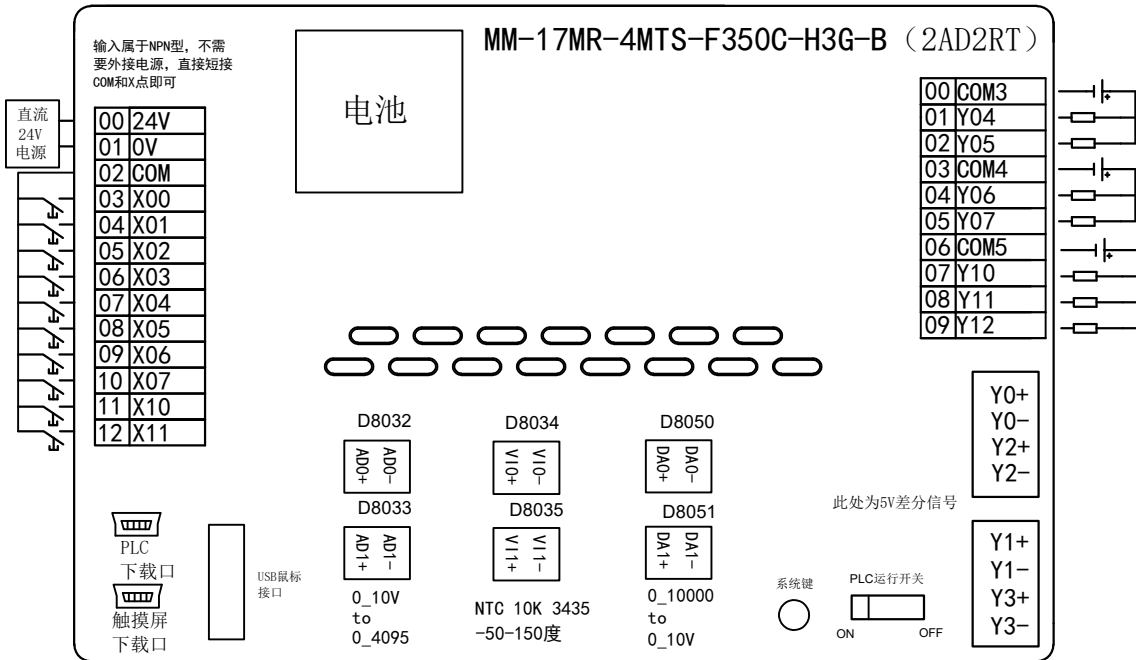 MM-17MR-4MTS-F350C-H3G-B（2AD2RT）
输入属于NPN型，不需
要外接电源，直接短接
COM和X点即可
直流
24V
电源
00 24V
01 0V
02 COM
03 X00
04 X01
05 X02
06 X03
07 X04
08 X05
09 X06
10 X07
11 X10
12 X11
电池
00 COM3
01 Y04
02 Y05
03 COM4
04 Y06
05 Y07
06 COM5
07 Y10
08 Y11
09 Y12
D8032
AD0+
AD0-
D8034
VI0+
VI0-
D8050
DA0+
DA0-
D8033
AD1+
AD1-
D8035
VI1+
VI1-
D8051
DA1+
DA1-
0_10V
to
0_4095
NTC 10K 3435
-50-150度
0_10000
to
0_10V
Y0+
Y0-
Y2+
Y2-
此处为5V差分信号
Y1+
Y1-
Y3+
Y3-
PLC
下载口
触摸屏
下载口
USB鼠标
接口
系统键
PLC运行开关
ON OFF